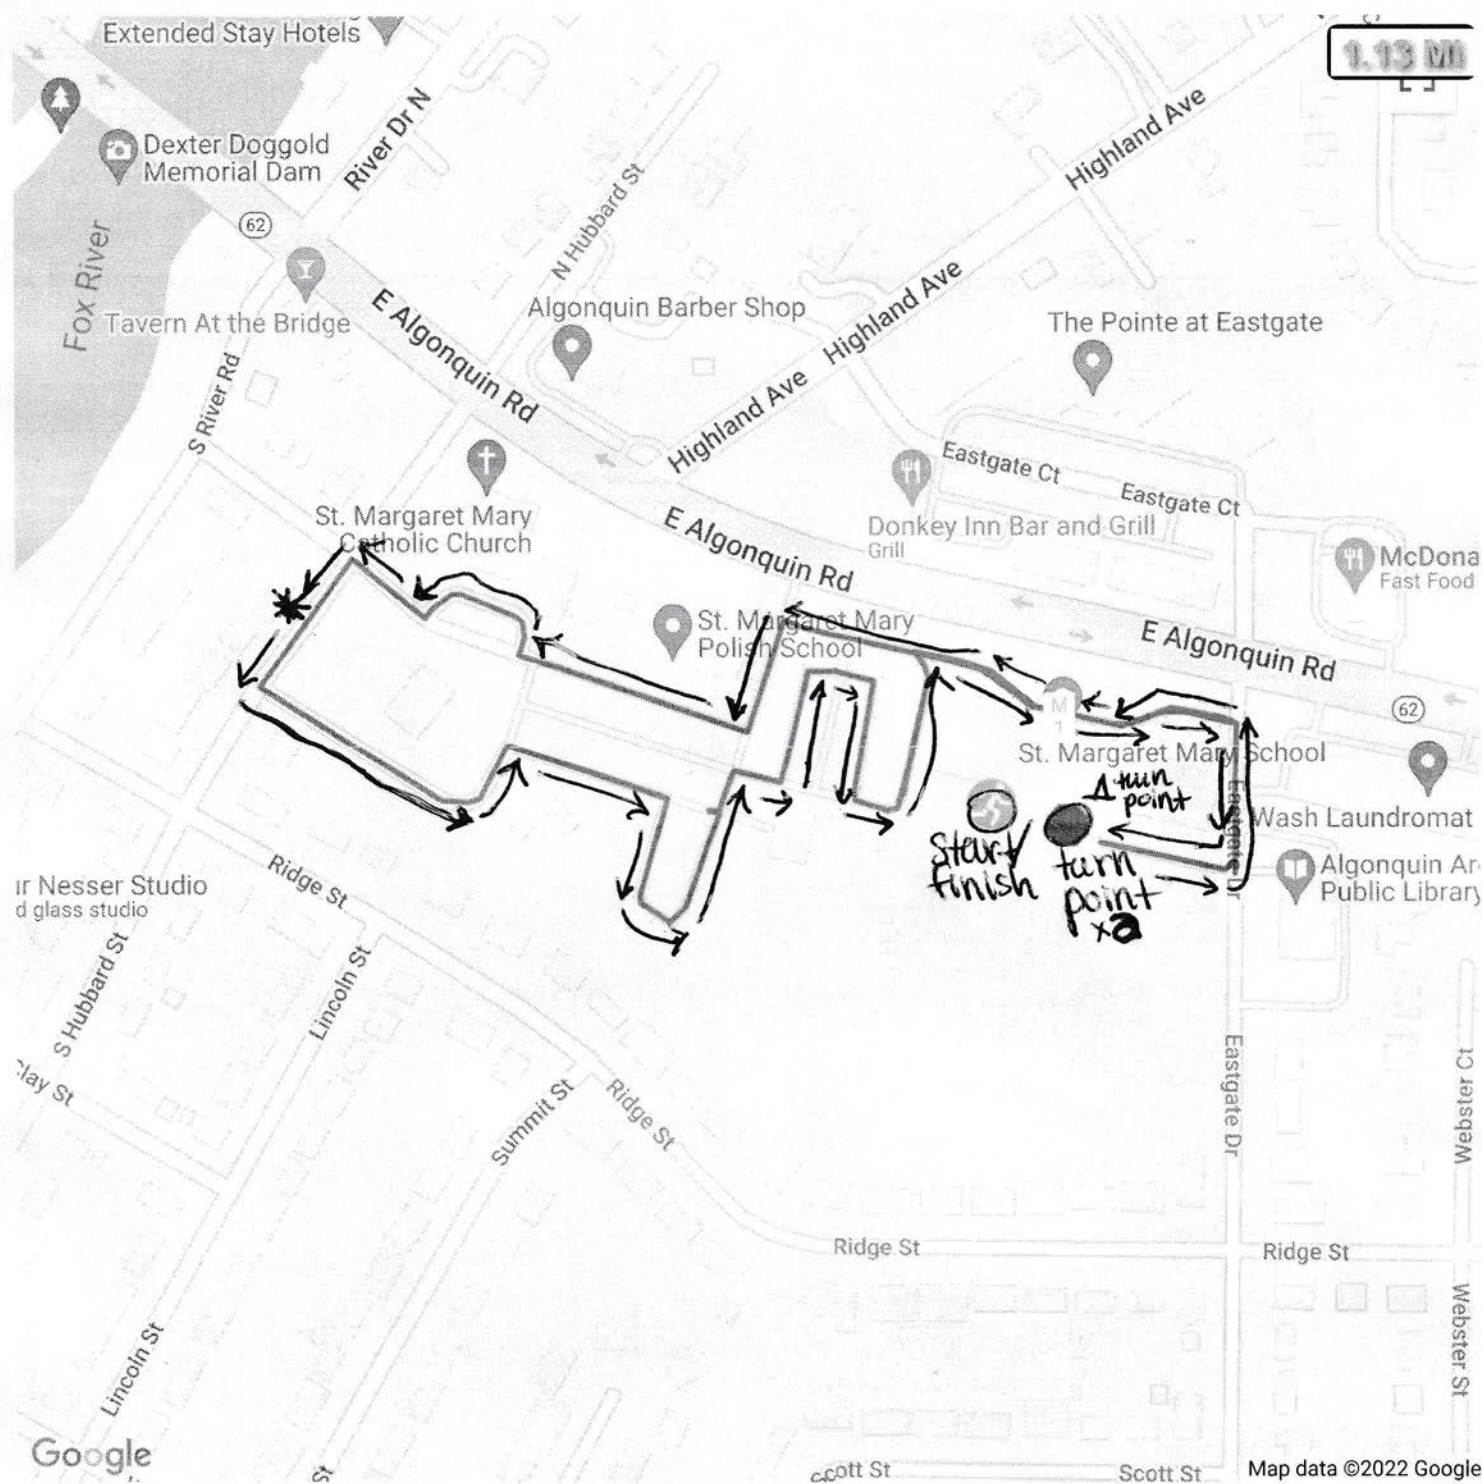 Extended Stay Hotels
1.13 MI
River Dr N
Highland Ave
Dexter Doggold
Memorial Dam
N Hubbard St
62
Fox River
Highland Ave
E Algonquin Rd
Algonquin Barber Shop
The Pointe at Eastgate
Tavern At the Bridge
S River Rd
Highland Ave
Eastgate Ct
Eastgate Ct
St. Margaret Mary
Catholic Church
E Algonquin Rd
Donkey Inn Bar and Grill
Grill
McDona
Fast Food
St. Margaret Mary
Polish School
E Algonquin Rd
62
M
1
St. Margaret Mary School
Δ turn
point
Eastgate Dr
Wash Laundromat
Start/
finish
turn
point
x2
Algonquin Ar
Public Library
ir Nesser Studio
d glass studio
Ridge St
S Hubbard St
Lincoln St
Clay St
Summit St
Ridge St
Eastgate Dr
Webster Ct
Ridge St
Ridge St
Webster St
Lincoln St
Google
St
Scott St
Scott St
Map data ©2022 Google